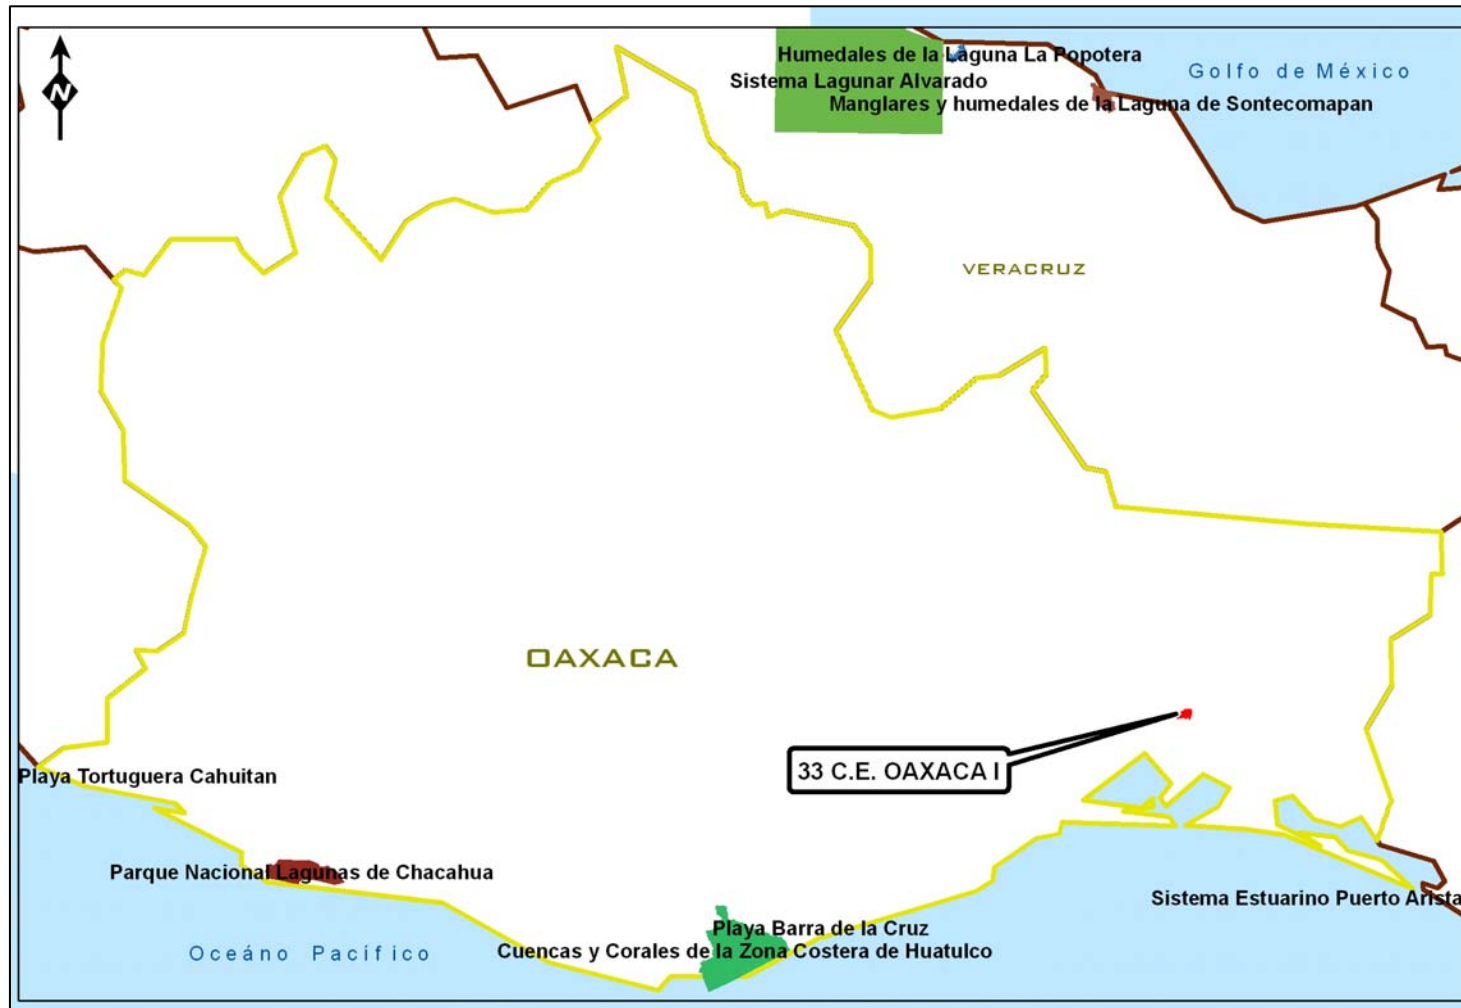 N
Humedales de la Laguna La Popotera
Golfo de México
Sistema Lagunar Alvarado
Manglares y humedales de la Laguna de Sontecomapan
VERACRUZ
OAXACA
33 C.E. OAXACA I
Playa Tortuguera Cahuitan
Parque Nacional Lagunas de Chacahua
Sistema Estuarino Puerto Arista
Playa Barra de la Cruz
Cuencas y Corales de la Zona Costera de Huatulco
Oceáno Pacífico